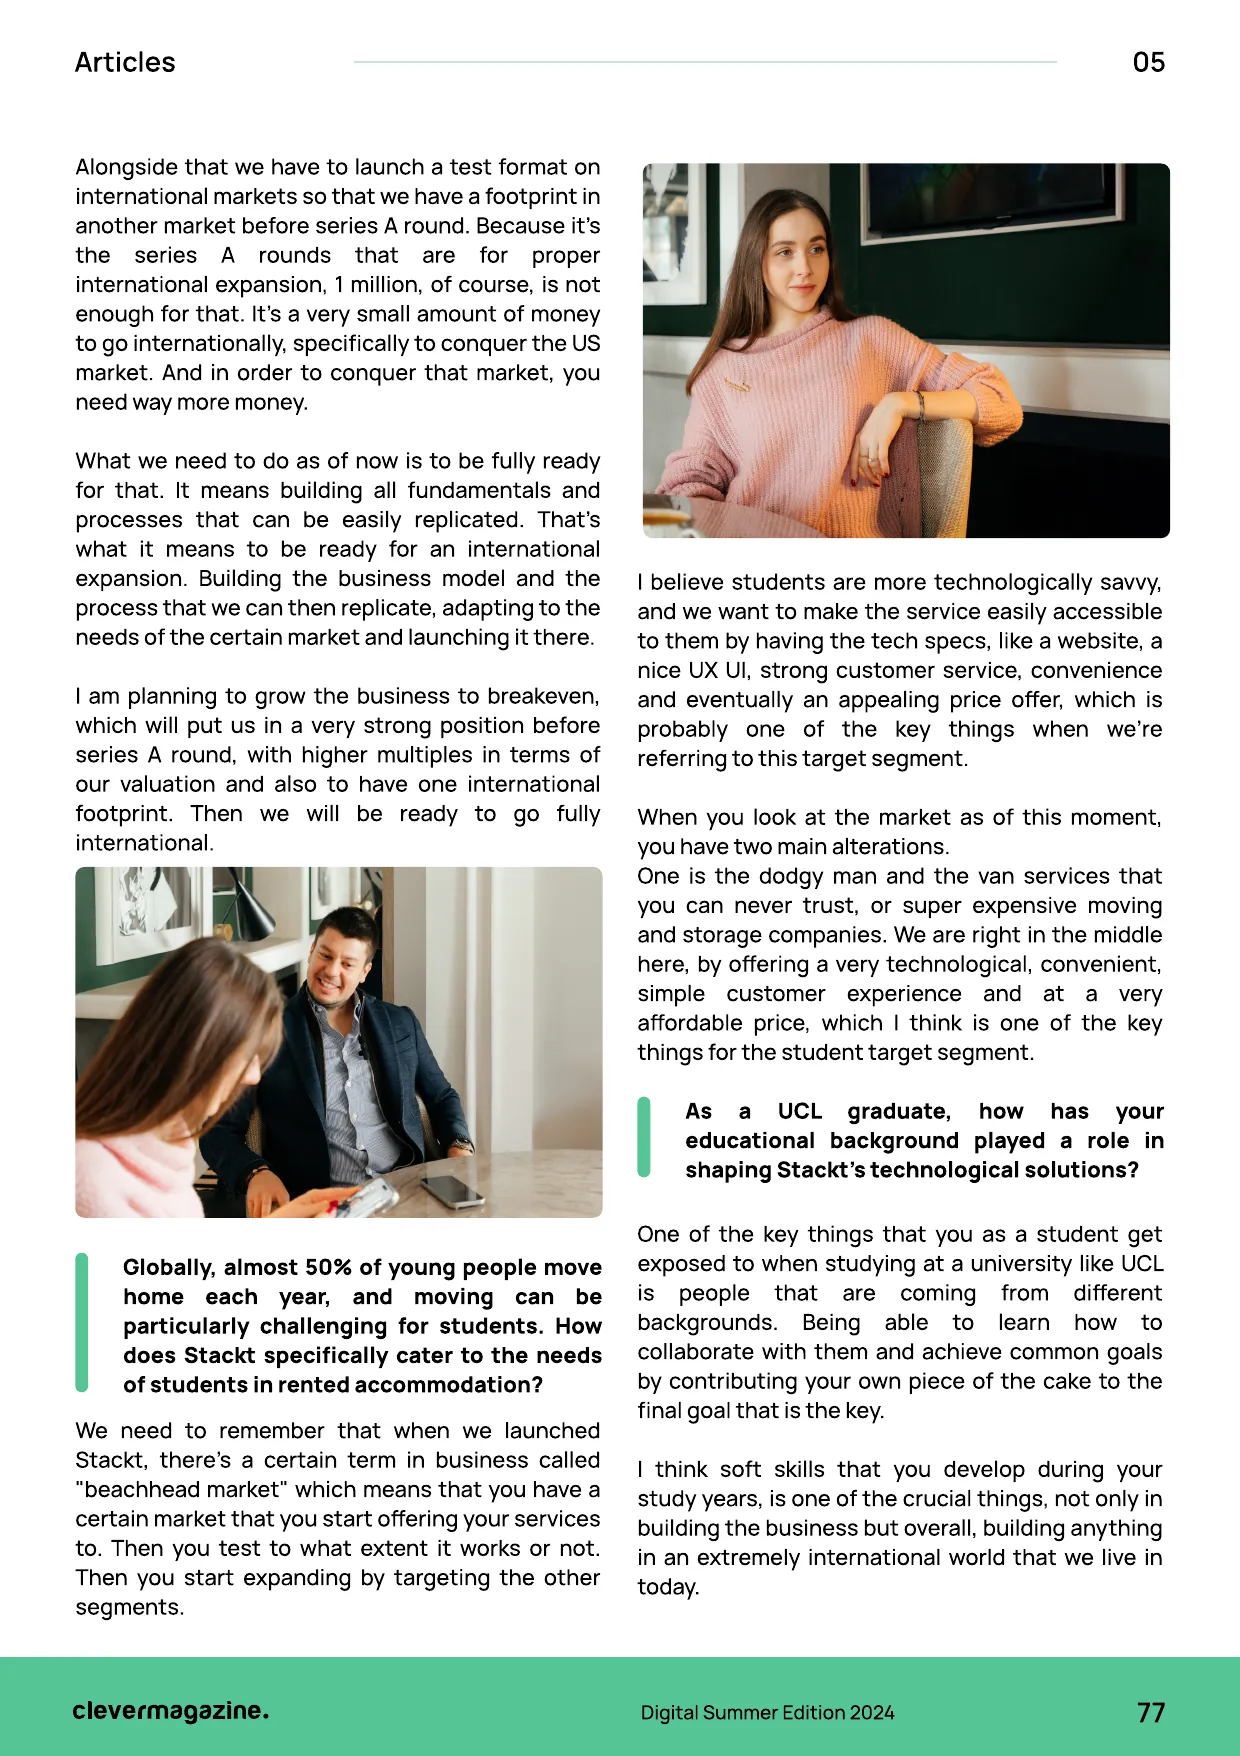 Articles
05
Alongside that we have to launch a test format on
international markets so that we have a footprint in
another market before series A round. Because it's
the series A rounds that are for proper
international expansion, 1 million, of course, is not
enough for that. It's a very small amount of money
to go internationally, specifically to conquer the US
market. And in order to conquer that market, you
need way more money.
What we need to do as of now is to be fully ready
for that. It means building all fundamentals and
processes that can be easily replicated. That's
what it means to be ready for an international
expansion. Building the business model and the
process that we can then replicate, adapting to the
needs of the certain market and launching it there.
I am planning to grow the business to breakeven,
which will put us in a very strong position before
series A round, with higher multiples in terms of
our valuation and also to have one international
footprint. Then we will be ready to go fully
international.
Globally, almost 50% of young people move
home each year, and moving can be
particularly challenging for students. How
does Stackt specifically cater to the needs
of students in rented accommodation?
We need to remember that when we launched
Stackt, there's a certain term in business called
"beachhead market" which means that you have a
certain market that you start offering your services
to. Then you test to what extent it works or not.
Then you start expanding by targeting the other
segments.
I believe students are more technologically savvy,
and we want to make the service easily accessible
to them by having the tech specs, like a website, a
nice UX UI, strong customer service, convenience
and eventually an appealing price offer, which is
probably one of the key things when we're
referring to this target segment.
When you look at the market as of this moment,
you have two main alterations.
One is the dodgy man and the van services that
you can never trust, or super expensive moving
and storage companies. We are right in the middle
here, by offering a very technological, convenient,
simple customer experience and at a very
affordable price, which I think is one of the key
things for the student target segment.
As a UCL graduate, how has your
educational background played a role in
shaping Stackt's technological solutions?
One of the key things that you as a student get
exposed to when studying at a university like UCL
is people that are coming from different
backgrounds. Being able to learn how to
collaborate with them and achieve common goals
by contributing your own piece of the cake to the
final goal that is the key.
I think soft skills that you develop during your
study years, is one of the crucial things, not only in
building the business but overall, building anything
in an extremely international world that we live in
today.
clevermagazine.
Digital Summer Edition 2024
77